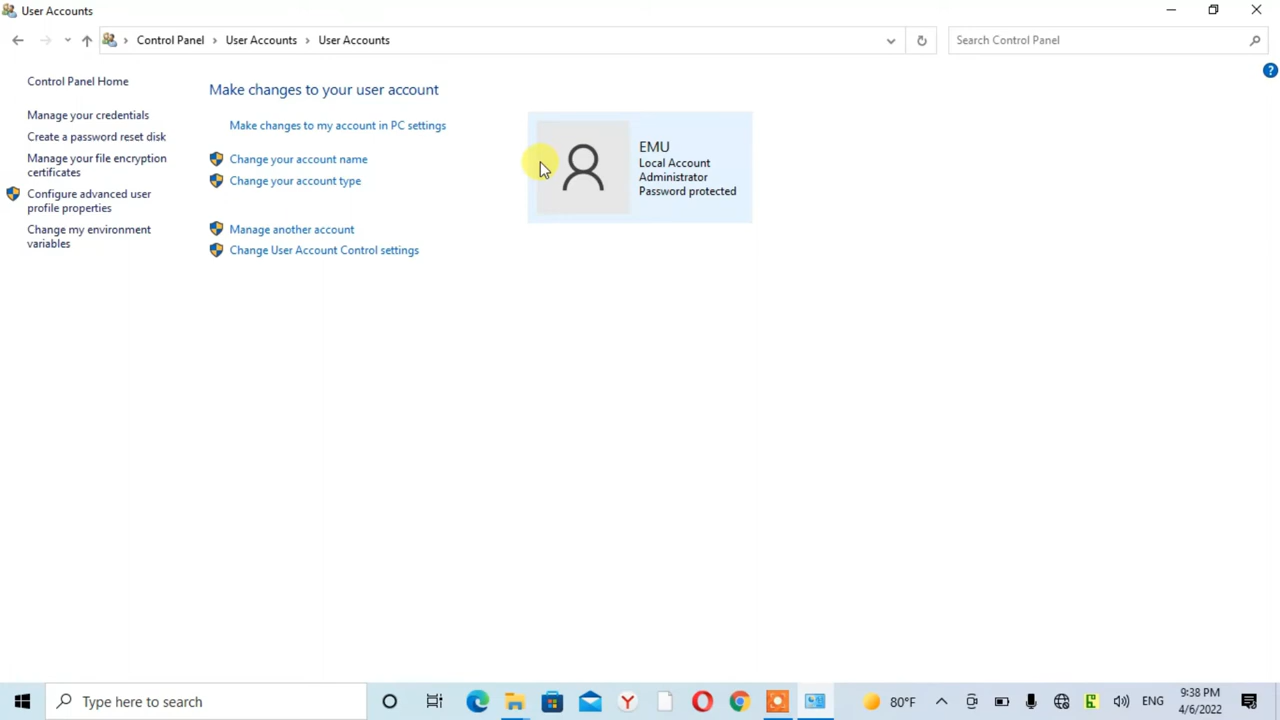 User Accounts
Control Panel
User Accounts
User Accounts
Search Control Panel
Control Panel Home
Manage your credentials
Create a password reset disk
Manage your file encryption
certificates
Configure advanced user
profile properties
Change my environment
variables
Make changes to your user account
Make changes to my account in PC settings
Change your account name
Change your account type
Manage another account
Change User Account Control settings
EMU
Local Account
Administrator
Password protected
?
Type here to search
80°F
ENG
9:38 PM
4/6/2022